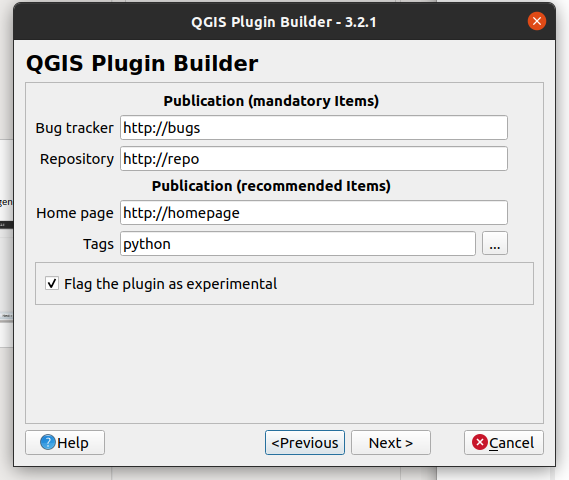 QGIS Plugin Builder - 3.2.1
QGIS Plugin Builder
Publication (mandatory Items)
Bug tracker http://bugs
Repository http://repo
Publication (recommended Items)
Home page http://homepage
Tags python ...
Flag the plugin as experimental
Help <Previous Next > Cancel